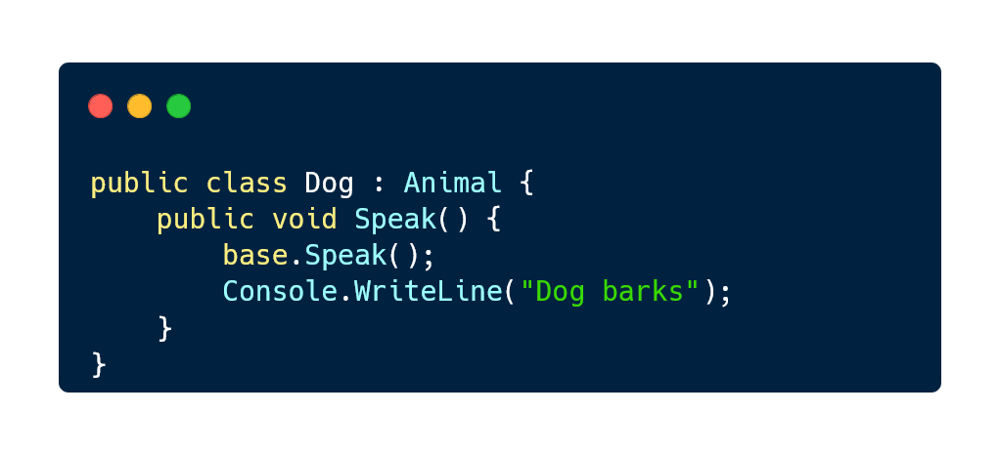 public class Dog : Animal {
    public void Speak() {
        base.Speak();
        Console.WriteLine("Dog barks");
    }
}